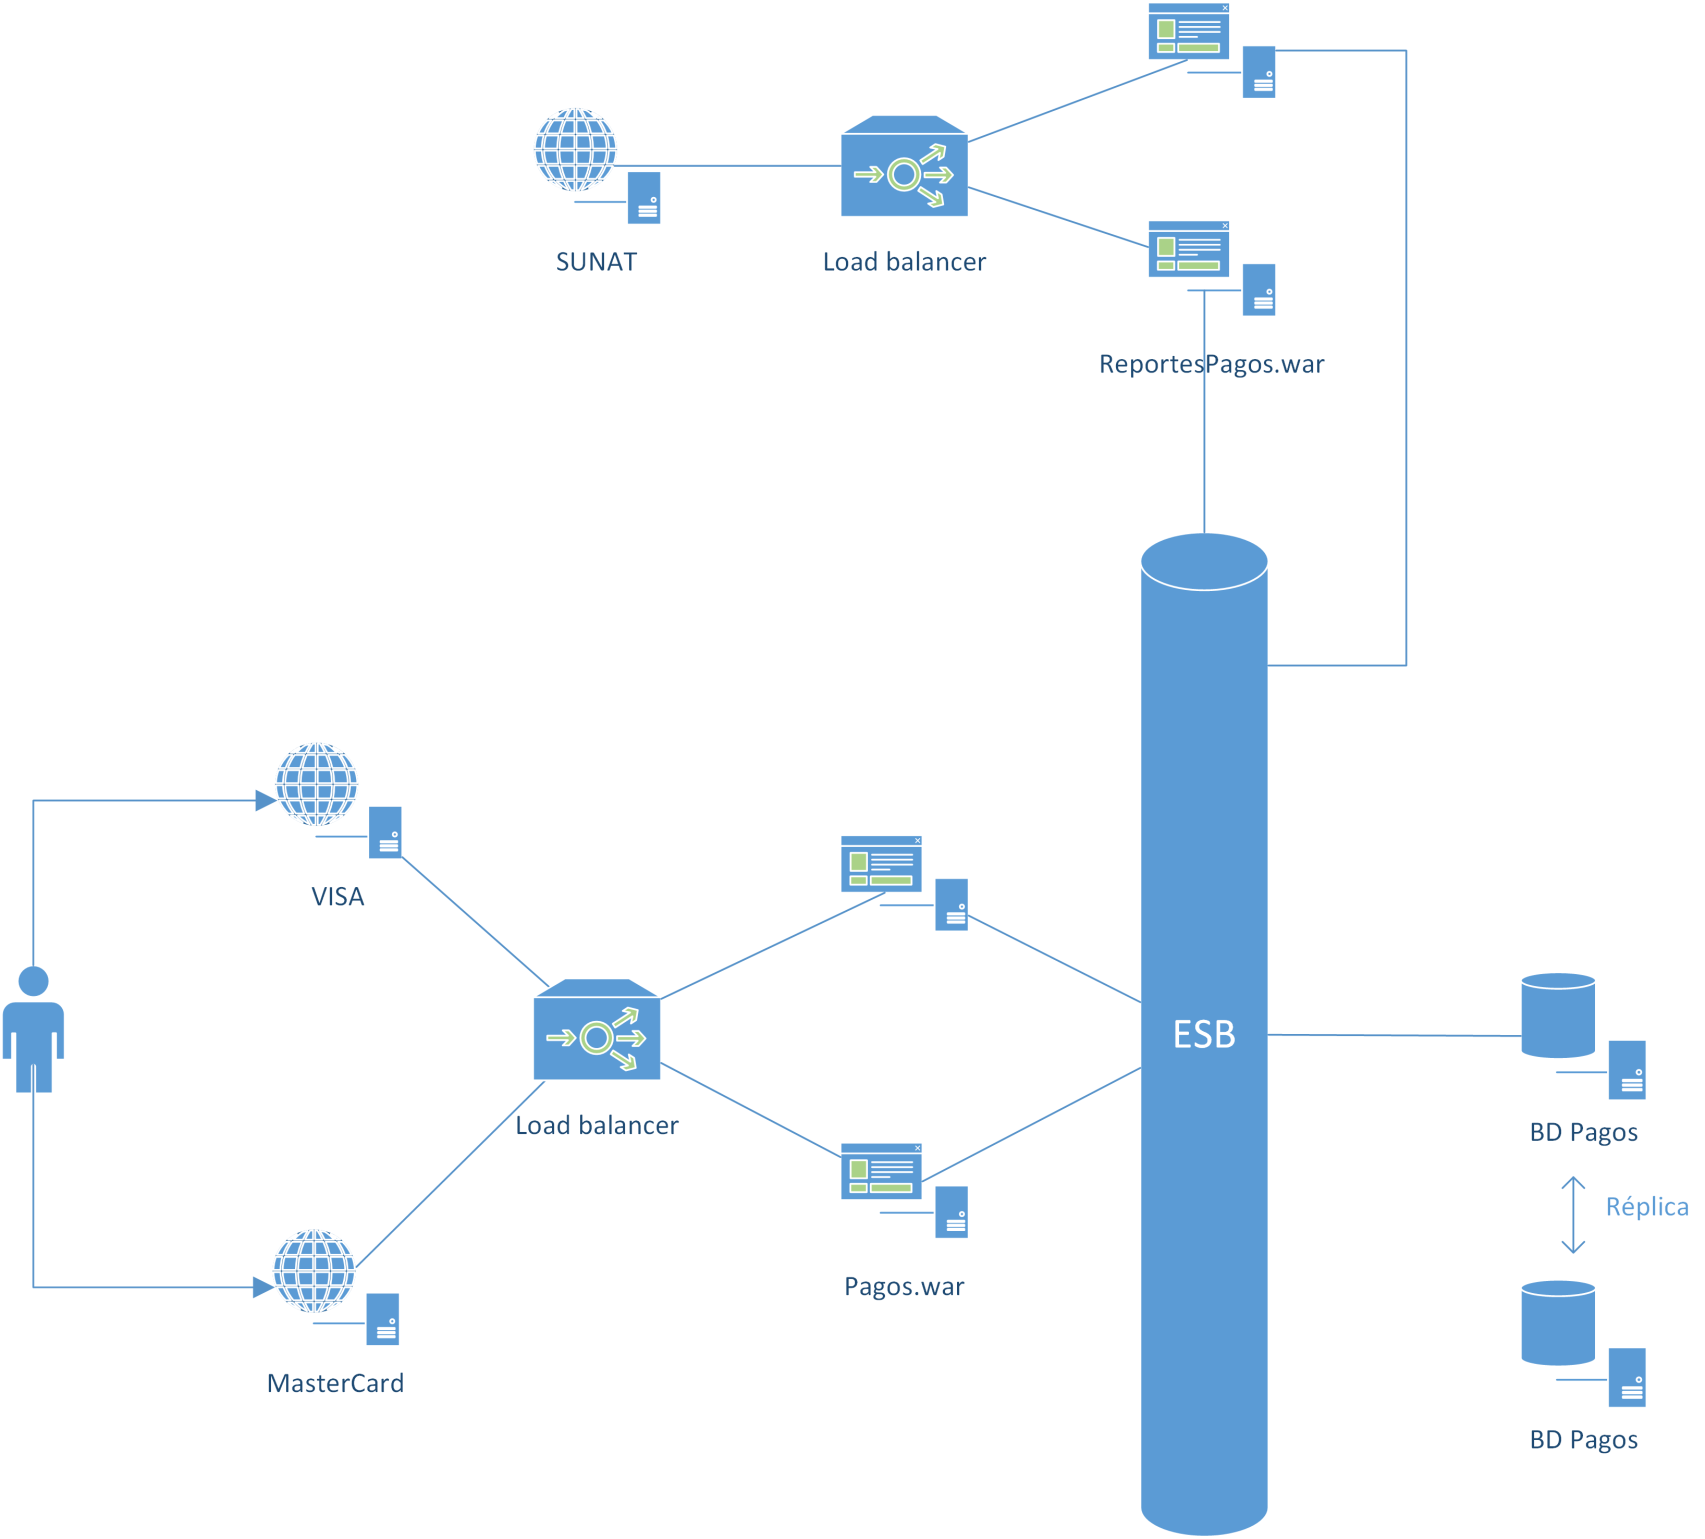 SUNAT
Load balancer
ReportesPagos.war
VISA
ESB
Load balancer
BD Pagos
Réplica
Pagos.war
MasterCard
BD Pagos